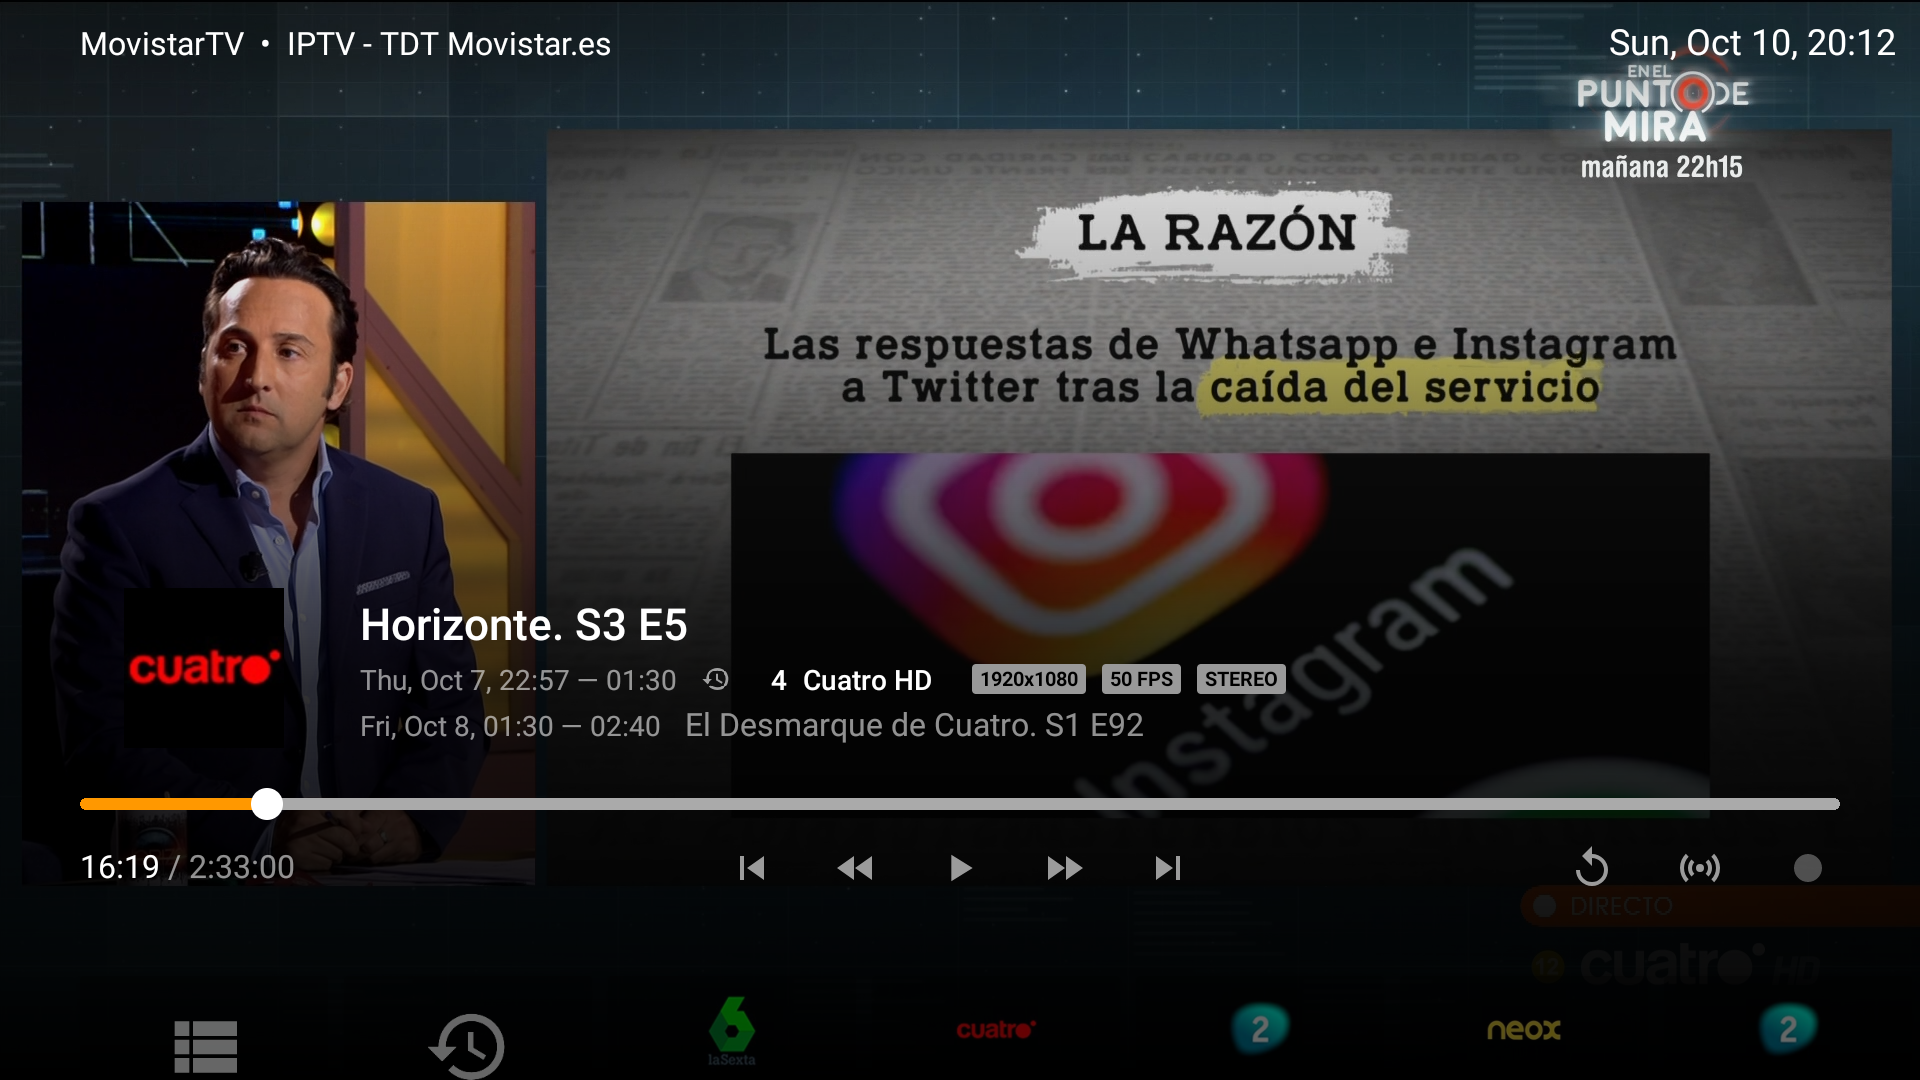 MovistarTV • IPTV - TDT Movistar.es
Sun, Oct 10, 20:12
EN EL
PUNTO DE
MIRA
mañana 22h15
LA RAZÓN
Las respuestas de Whatsapp e Instagram
a Twitter tras la caída del servicio
Instagram
cuatro
Horizonte. S3 E5
Thu, Oct 7, 22:57 — 01:30
4 Cuatro HD
1920x1080
50 FPS
STEREO
Fri, Oct 8, 01:30 — 02:40 El Desmarque de Cuatro. S1 E92
16:19 / 2:33:00
DIRECTO
12
cuatro HD
6
laSexta
cuatro
2
neox
2